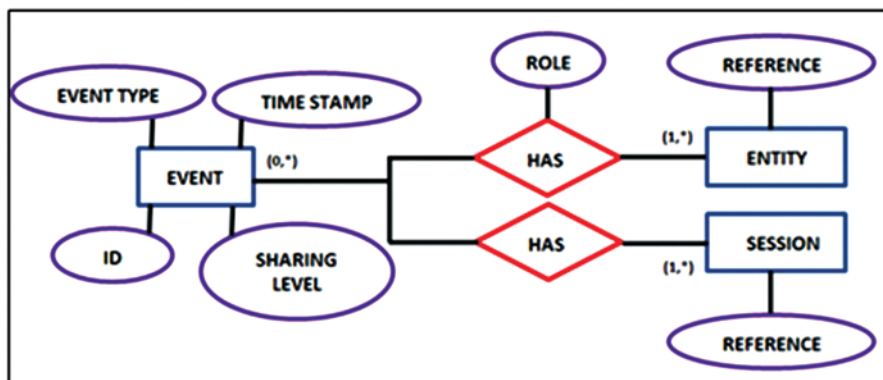 ROLE
REFERENCE
EVENT TYPE
TIME STAMP
(0,*)
HAS
(1,*)
ENTITY
EVENT
HAS
(1,*)
SESSION
ID
SHARING
LEVEL
REFERENCE